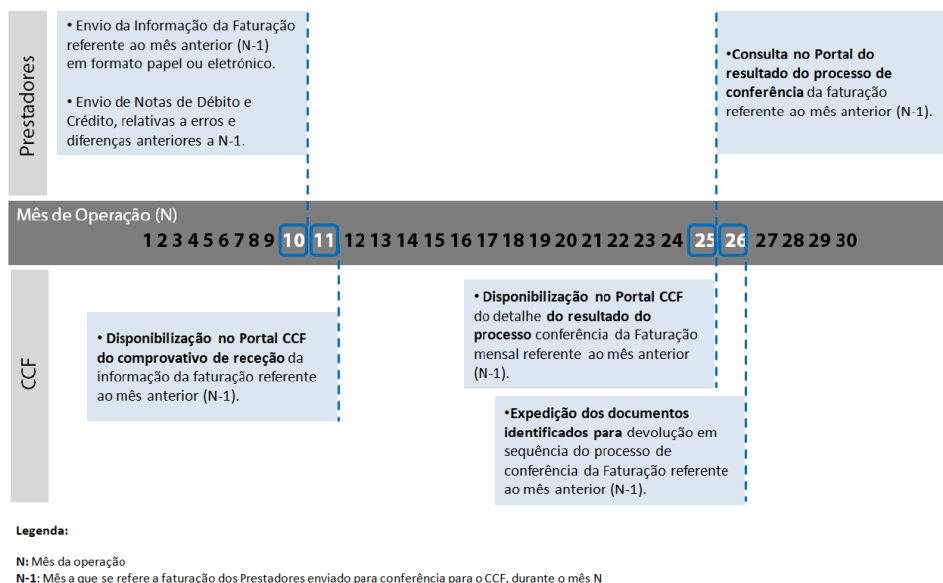 Prestadores
• Envio da Informação da Faturação
referente ao mês anterior (N-1)
em formato papel ou eletrónico.
• Envio de Notas de Débito e
Crédito, relativas a erros e
diferenças anteriores a N-1.
•Consulta no Portal do
resultado do processo de
conferência da faturação
referente ao mês anterior (N-1).
Mês de Operação (N)
1 2 3 4 5 6 7 8 9 10 11 12 13 14 15 16 17 18 19 20 21 22 23 24 25 26 27 28 29 30
CCF
• Disponibilização no Portal CCF
do comprovativo de receção da
informação da faturação referente
ao mês anterior (N-1).
• Disponibilização no Portal CCF
do detalhe do resultado do
processo conferência da Faturação
mensal referente ao mês anterior
(N-1).
•Expedição dos documentos
identificados para devolução em
sequência do processo de
conferência da Faturação referente
ao mês anterior (N-1).
Legenda:
N: Mês da operação
N-1: Mês a que se refere a faturação dos Prestadores enviado para conferência para o CCF, durante o mês N